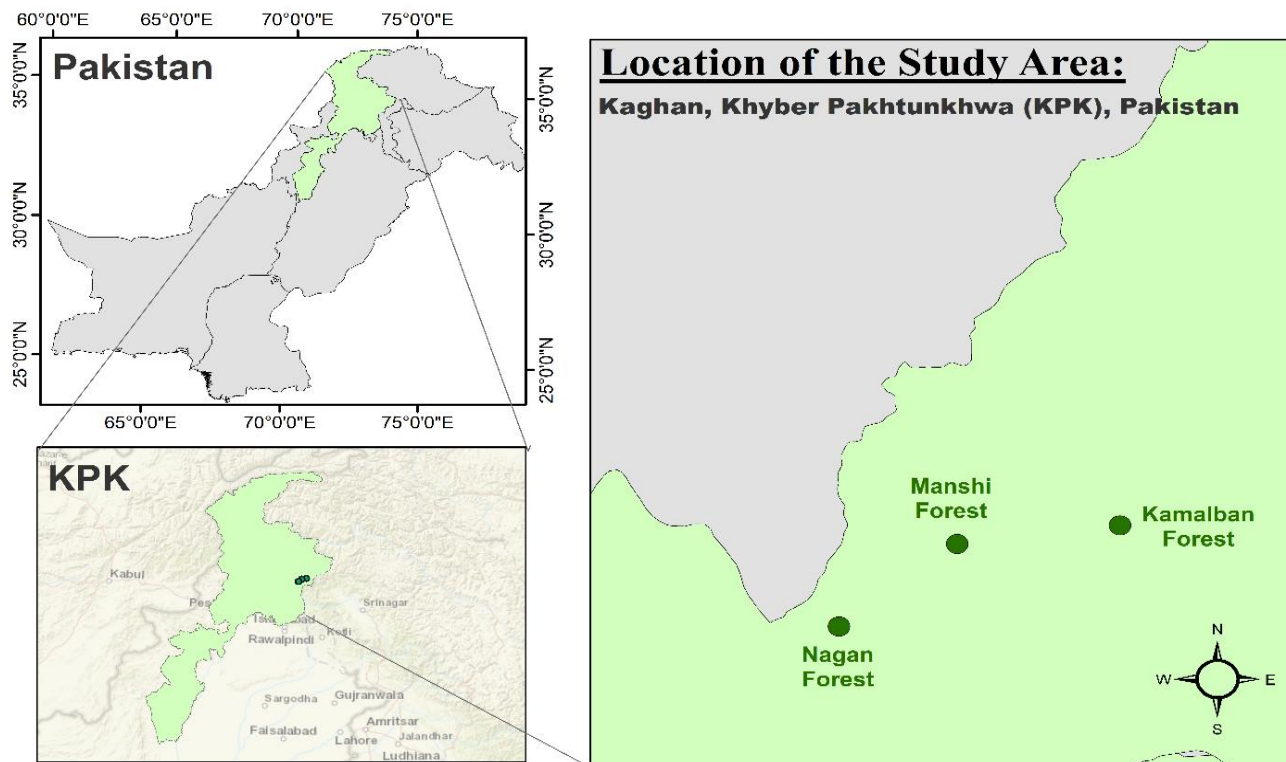 60°0'0"E 65°0'0"E 70°0'0"E 75°0'0"E
Pakistan
35°0'0"N
30°0'0"N
25°0'0"N
35°0'0"N
30°0'0"N
25°0'0"N
65°0'0"E 70°0'0"E 75°0'0"E
KPK
Kabul
Srinagar
Rawalpindi
Kotli
Sargodha
Gujranwala
Faisalabad
Lahore
Amritsar
Jalandhar
Ludhiana
Location of the Study Area:
Kaghan, Khyber Pakhtunkhwa (KPK), Pakistan
Manshi
Forest
Kamalban
Forest
Nagan
Forest
N
W E
S